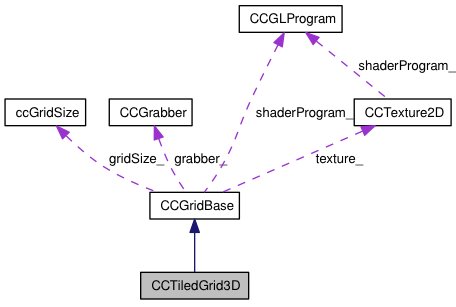 CCGLProgram
shaderProgram_
ccGridSize
CCGrabber
shaderProgram_
CCTexture2D
gridSize_
grabber_
texture_
CCGridBase
CCTiledGrid3D